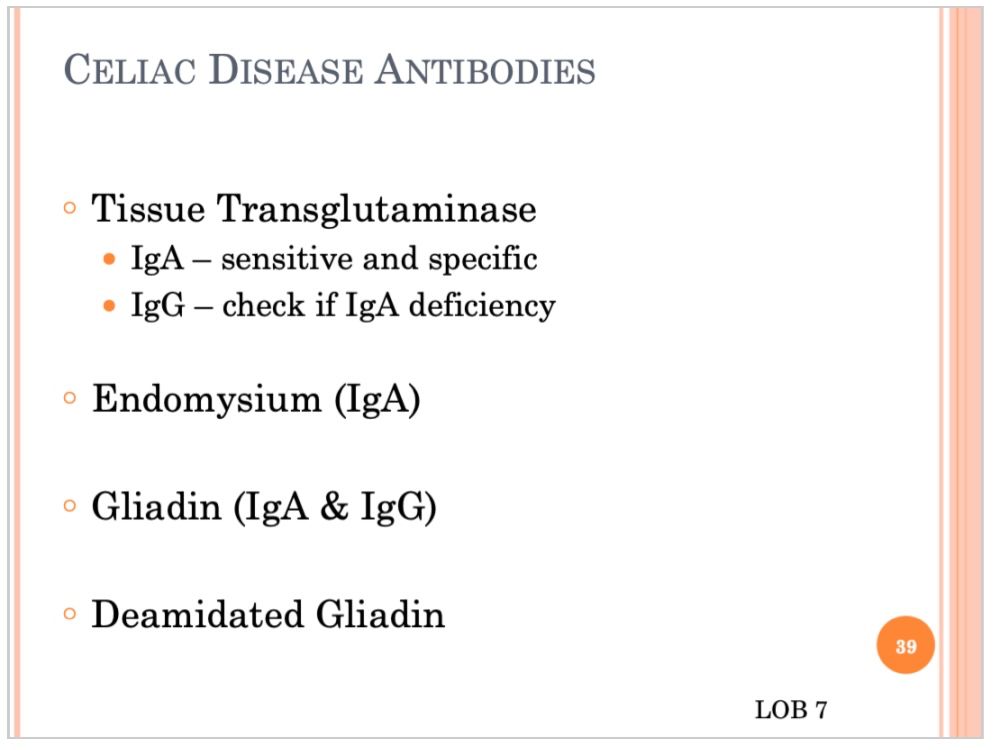 CELIAC DISEASE ANTIBODIES
Tissue Transglutaminase
IgA – sensitive and specific
IgG – check if IgA deficiency
Endomysium (IgA)
Gliadin (IgA & IgG)
Deamidated Gliadin
39
LOB 7